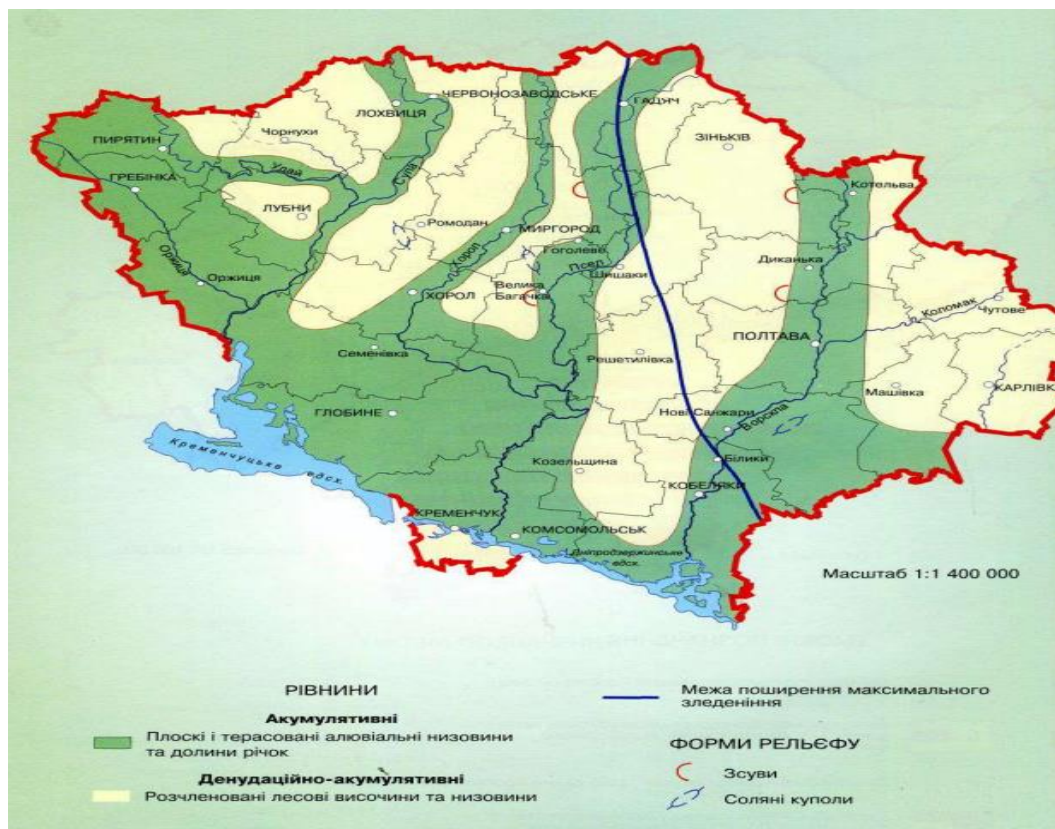 ЧЕРВОНОЗАВОДСЬКЕ
ЛОХВИЦЯ
ГАДЯЧ
ПИРЯТИН
Чорнухи
ЗІНЬКІВ
Удай
Сула
ГРЕБІНКА
Котельва
ЛУБНИ
Ромодан
МИРГОРОД
Хорол
Гоголеве
Псел
Шишаки
Диканька
Оржиця
Оржиця
ХОРОЛ
Велика
Багачка
Коломак
Чутове
ПОЛТАВА
Семенівка
Решетилівка
Машівка
КАРЛІВК
ГЛОБИНЕ
Нові Санжари
Ворскла
Кременчуцьке вдсх.
Козельщина
Білики
КОБЕЛЯКИ
КРЕМЕНЧУК
КОМСОМОЛЬСЬК
Дніпродзержинське
вдсх.
Масштаб 1:1 400 000
РІВНИНИ
Акумулятивні
Плоскі і терасовані алювіальні низовини
та долини річок
Денудаційно-акумулятивні
Розчленовані лесові височини та низовини
Межа поширення максимального
зледеніння
ФОРМИ РЕЛЬЄФУ
Зсуви
Соляні куполи